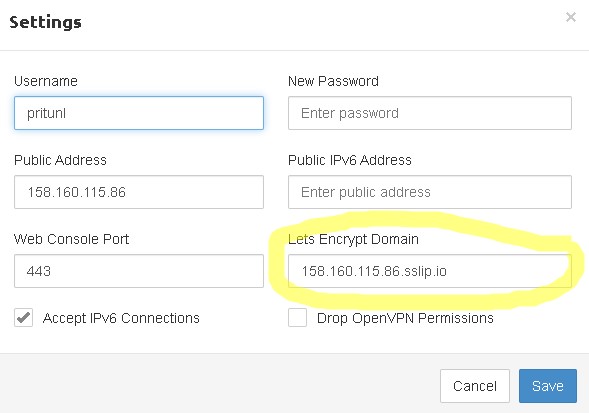 Settings
×
Username
New Password
pritunl
Enter password
Public Address
Public IPv6 Address
158.160.115.86
Enter public address
Web Console Port
Lets Encrypt Domain
443
158.160.115.86.sslip.io
Accept IPv6 Connections
Drop OpenVPN Permissions
Cancel
Save